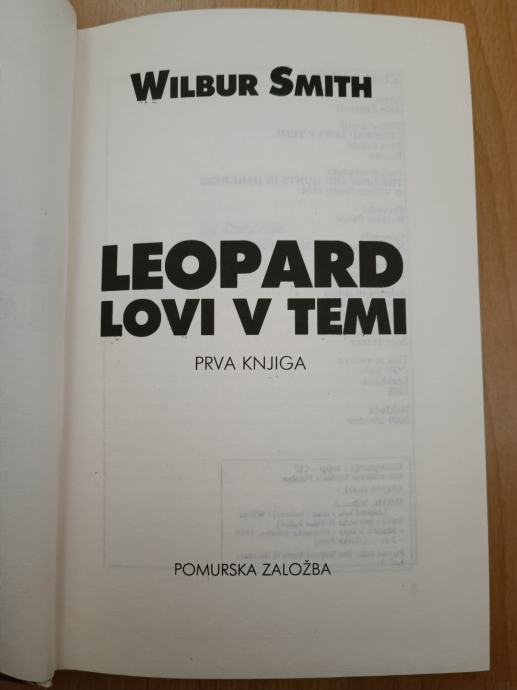 WILBUR SMITH
LEOPARD
LOVI V TEMI
PRVA KNJIGA
POMURSKA ZALOŽBA